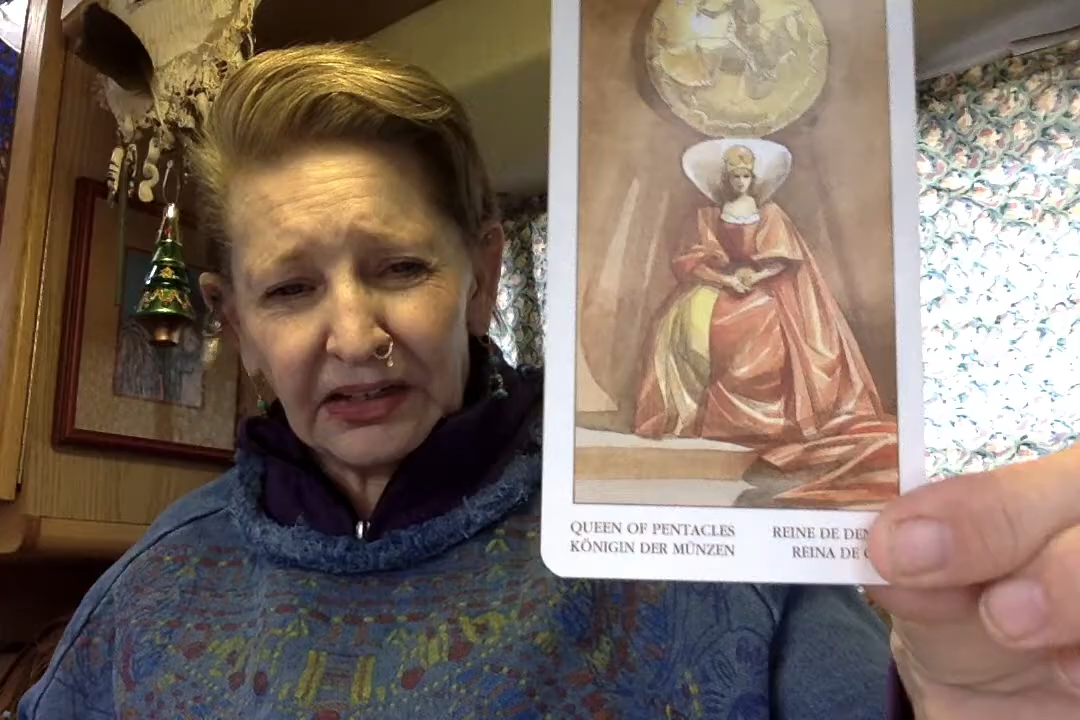 QUEEN OF PENTACLES
KÖNIGIN DER MÜNZEN
REINE DE
REINA DE